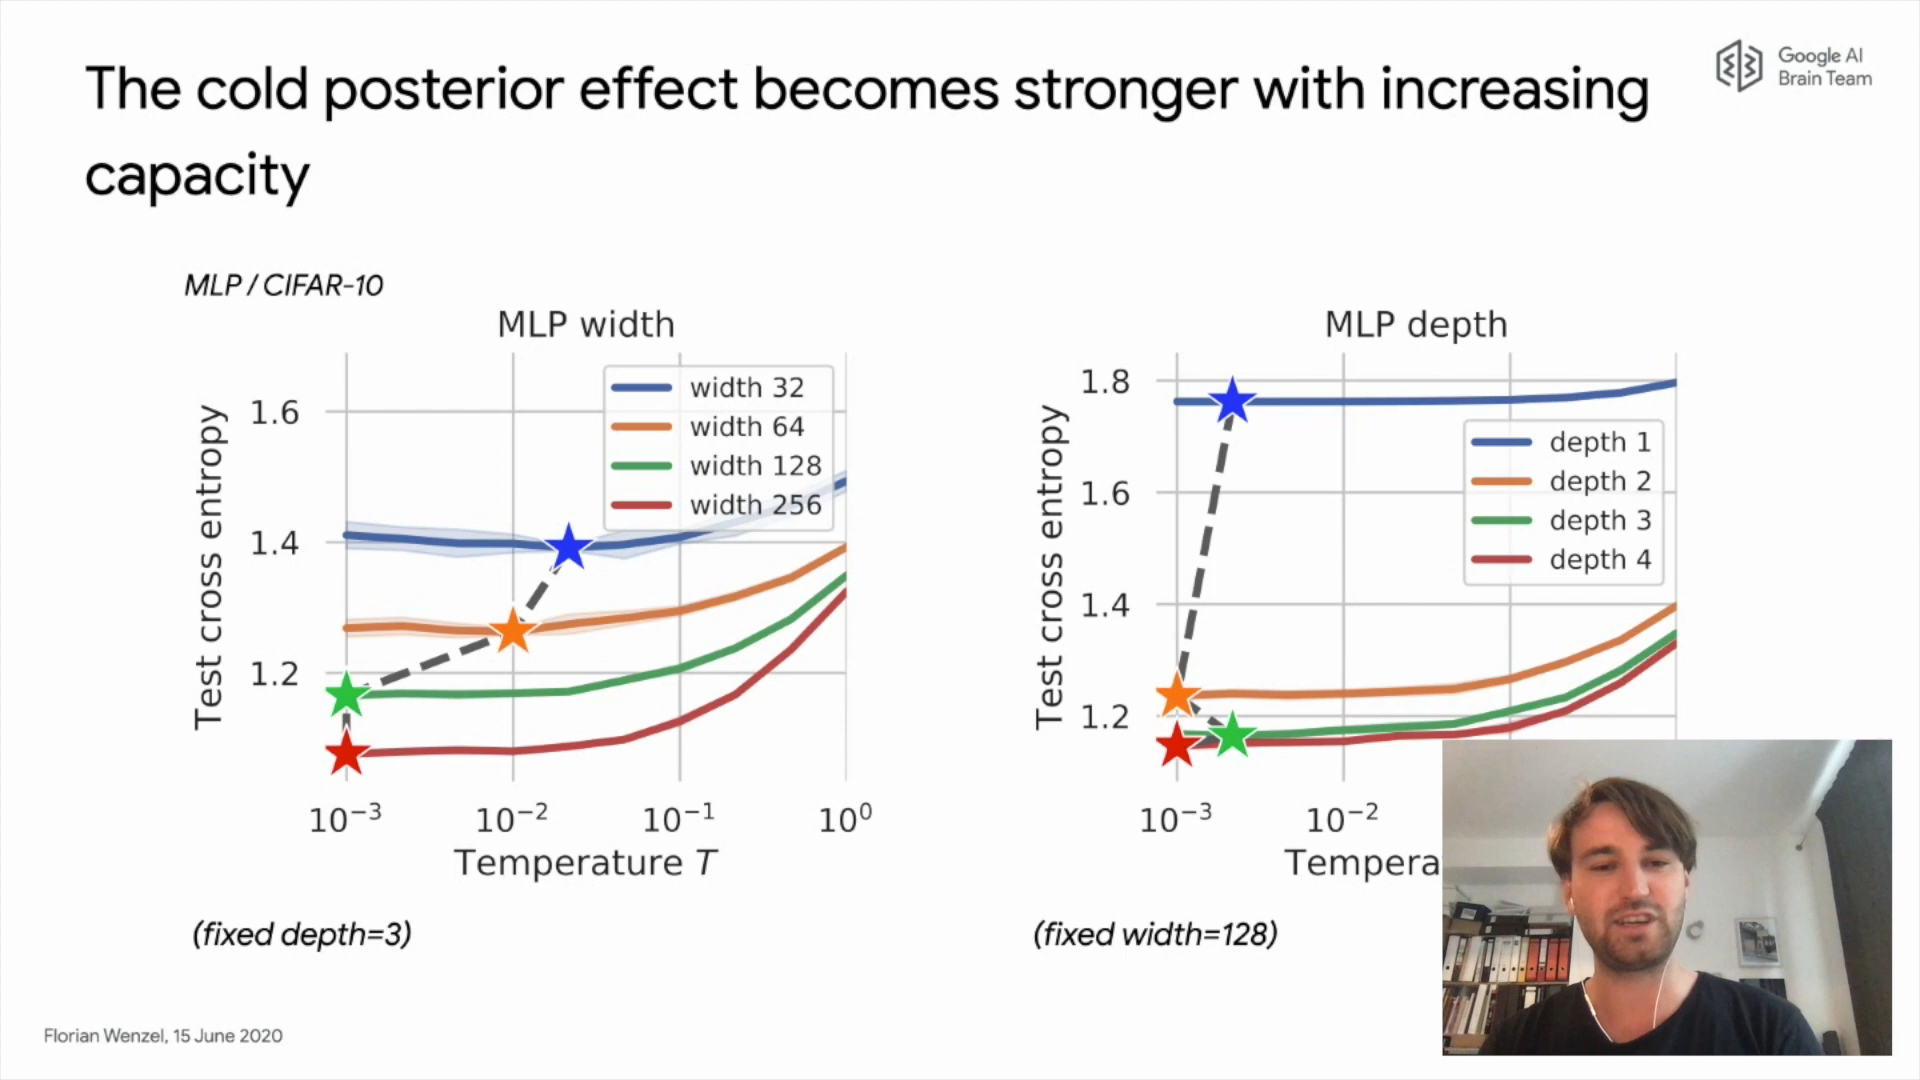 The cold posterior effect becomes stronger with increasing
capacity
Google AI
Brain Team
MLP / CIFAR-10
MLP width
Test cross entropy
1.6
1.4
1.2
width 32
width 64
width 128
width 256
10⁻³ 10⁻² 10⁻¹ 10⁰
Temperature T
(fixed depth=3)
MLP depth
Test cross entropy
1.8
1.6
1.4
1.2
depth 1
depth 2
depth 3
depth 4
10⁻³ 10⁻²
Tempera
(fixed width=128)
Florian Wenzel, 15 June 2020